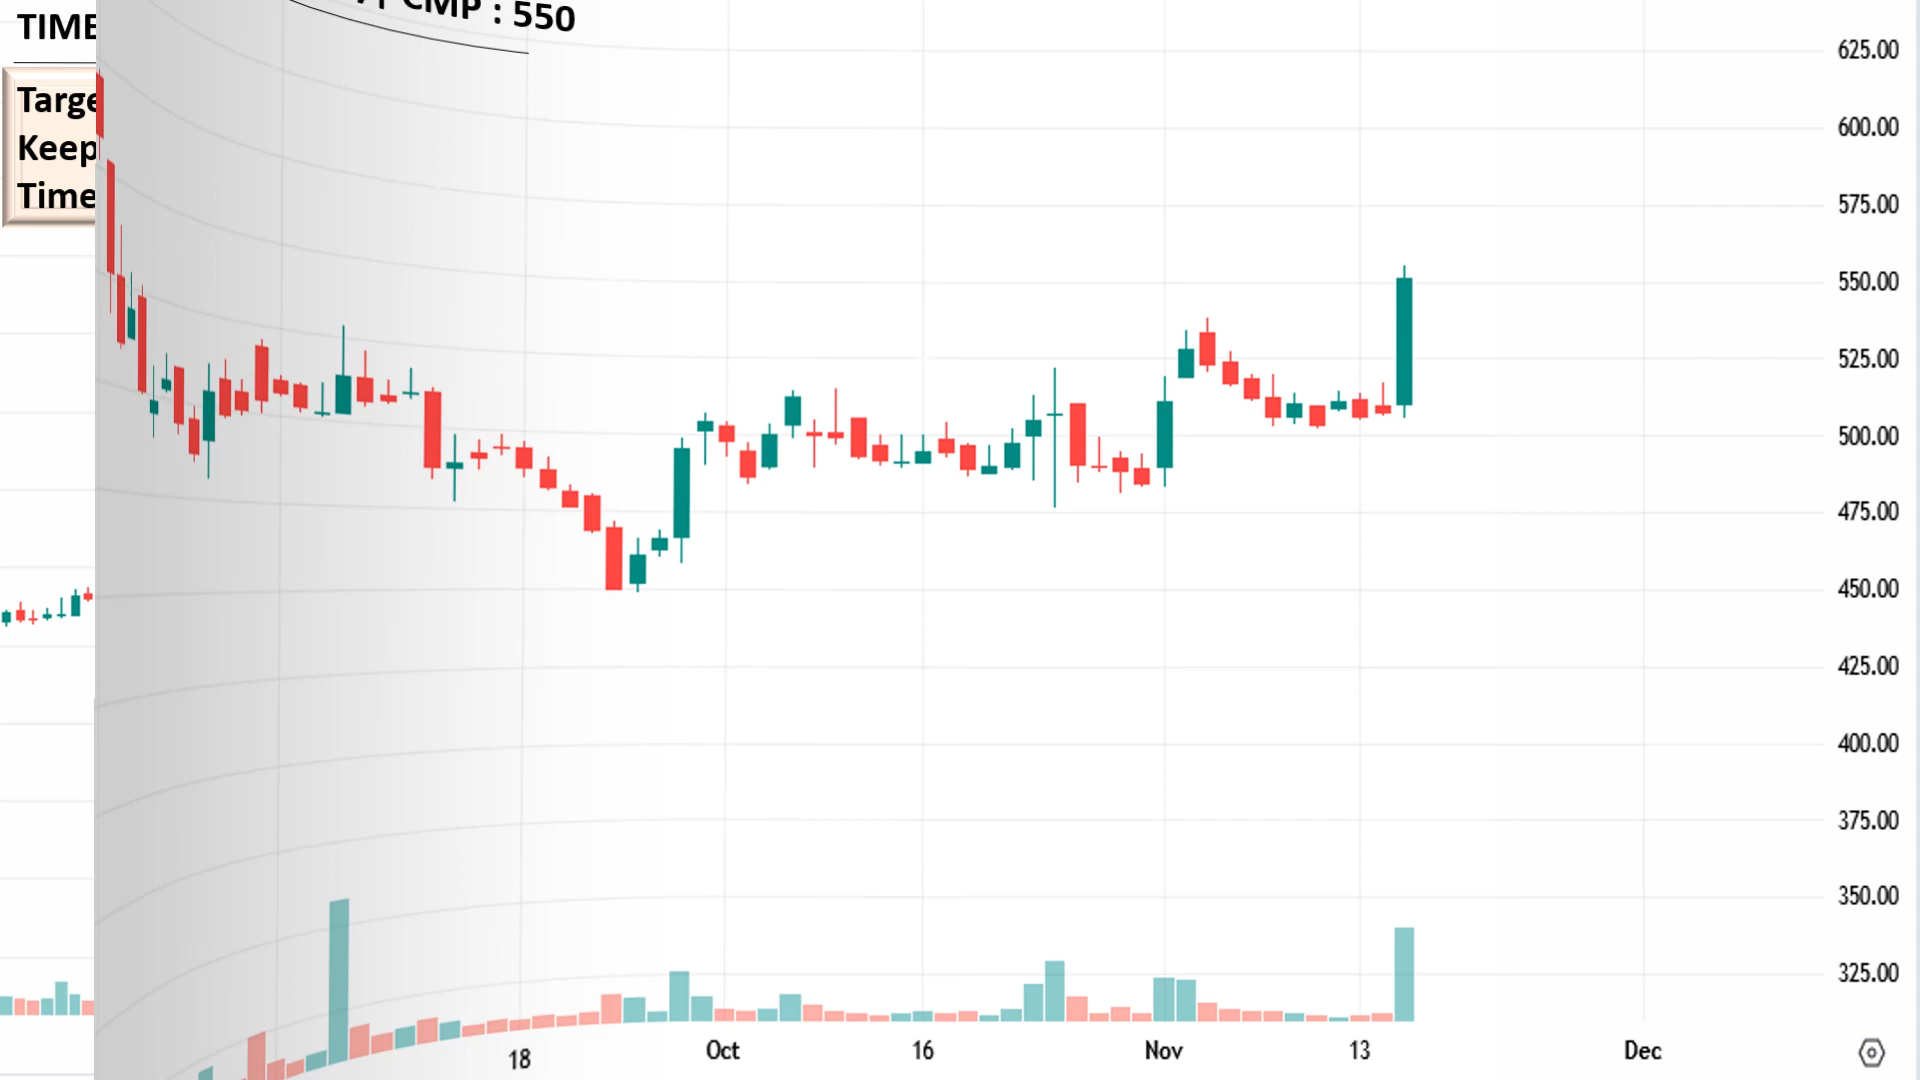 TIME
CMP : 550
Targe
Keep
Time
625.00
600.00
575.00
550.00
525.00
500.00
475.00
450.00
425.00
400.00
375.00
350.00
325.00
18 Oct 16 Nov 13 Dec